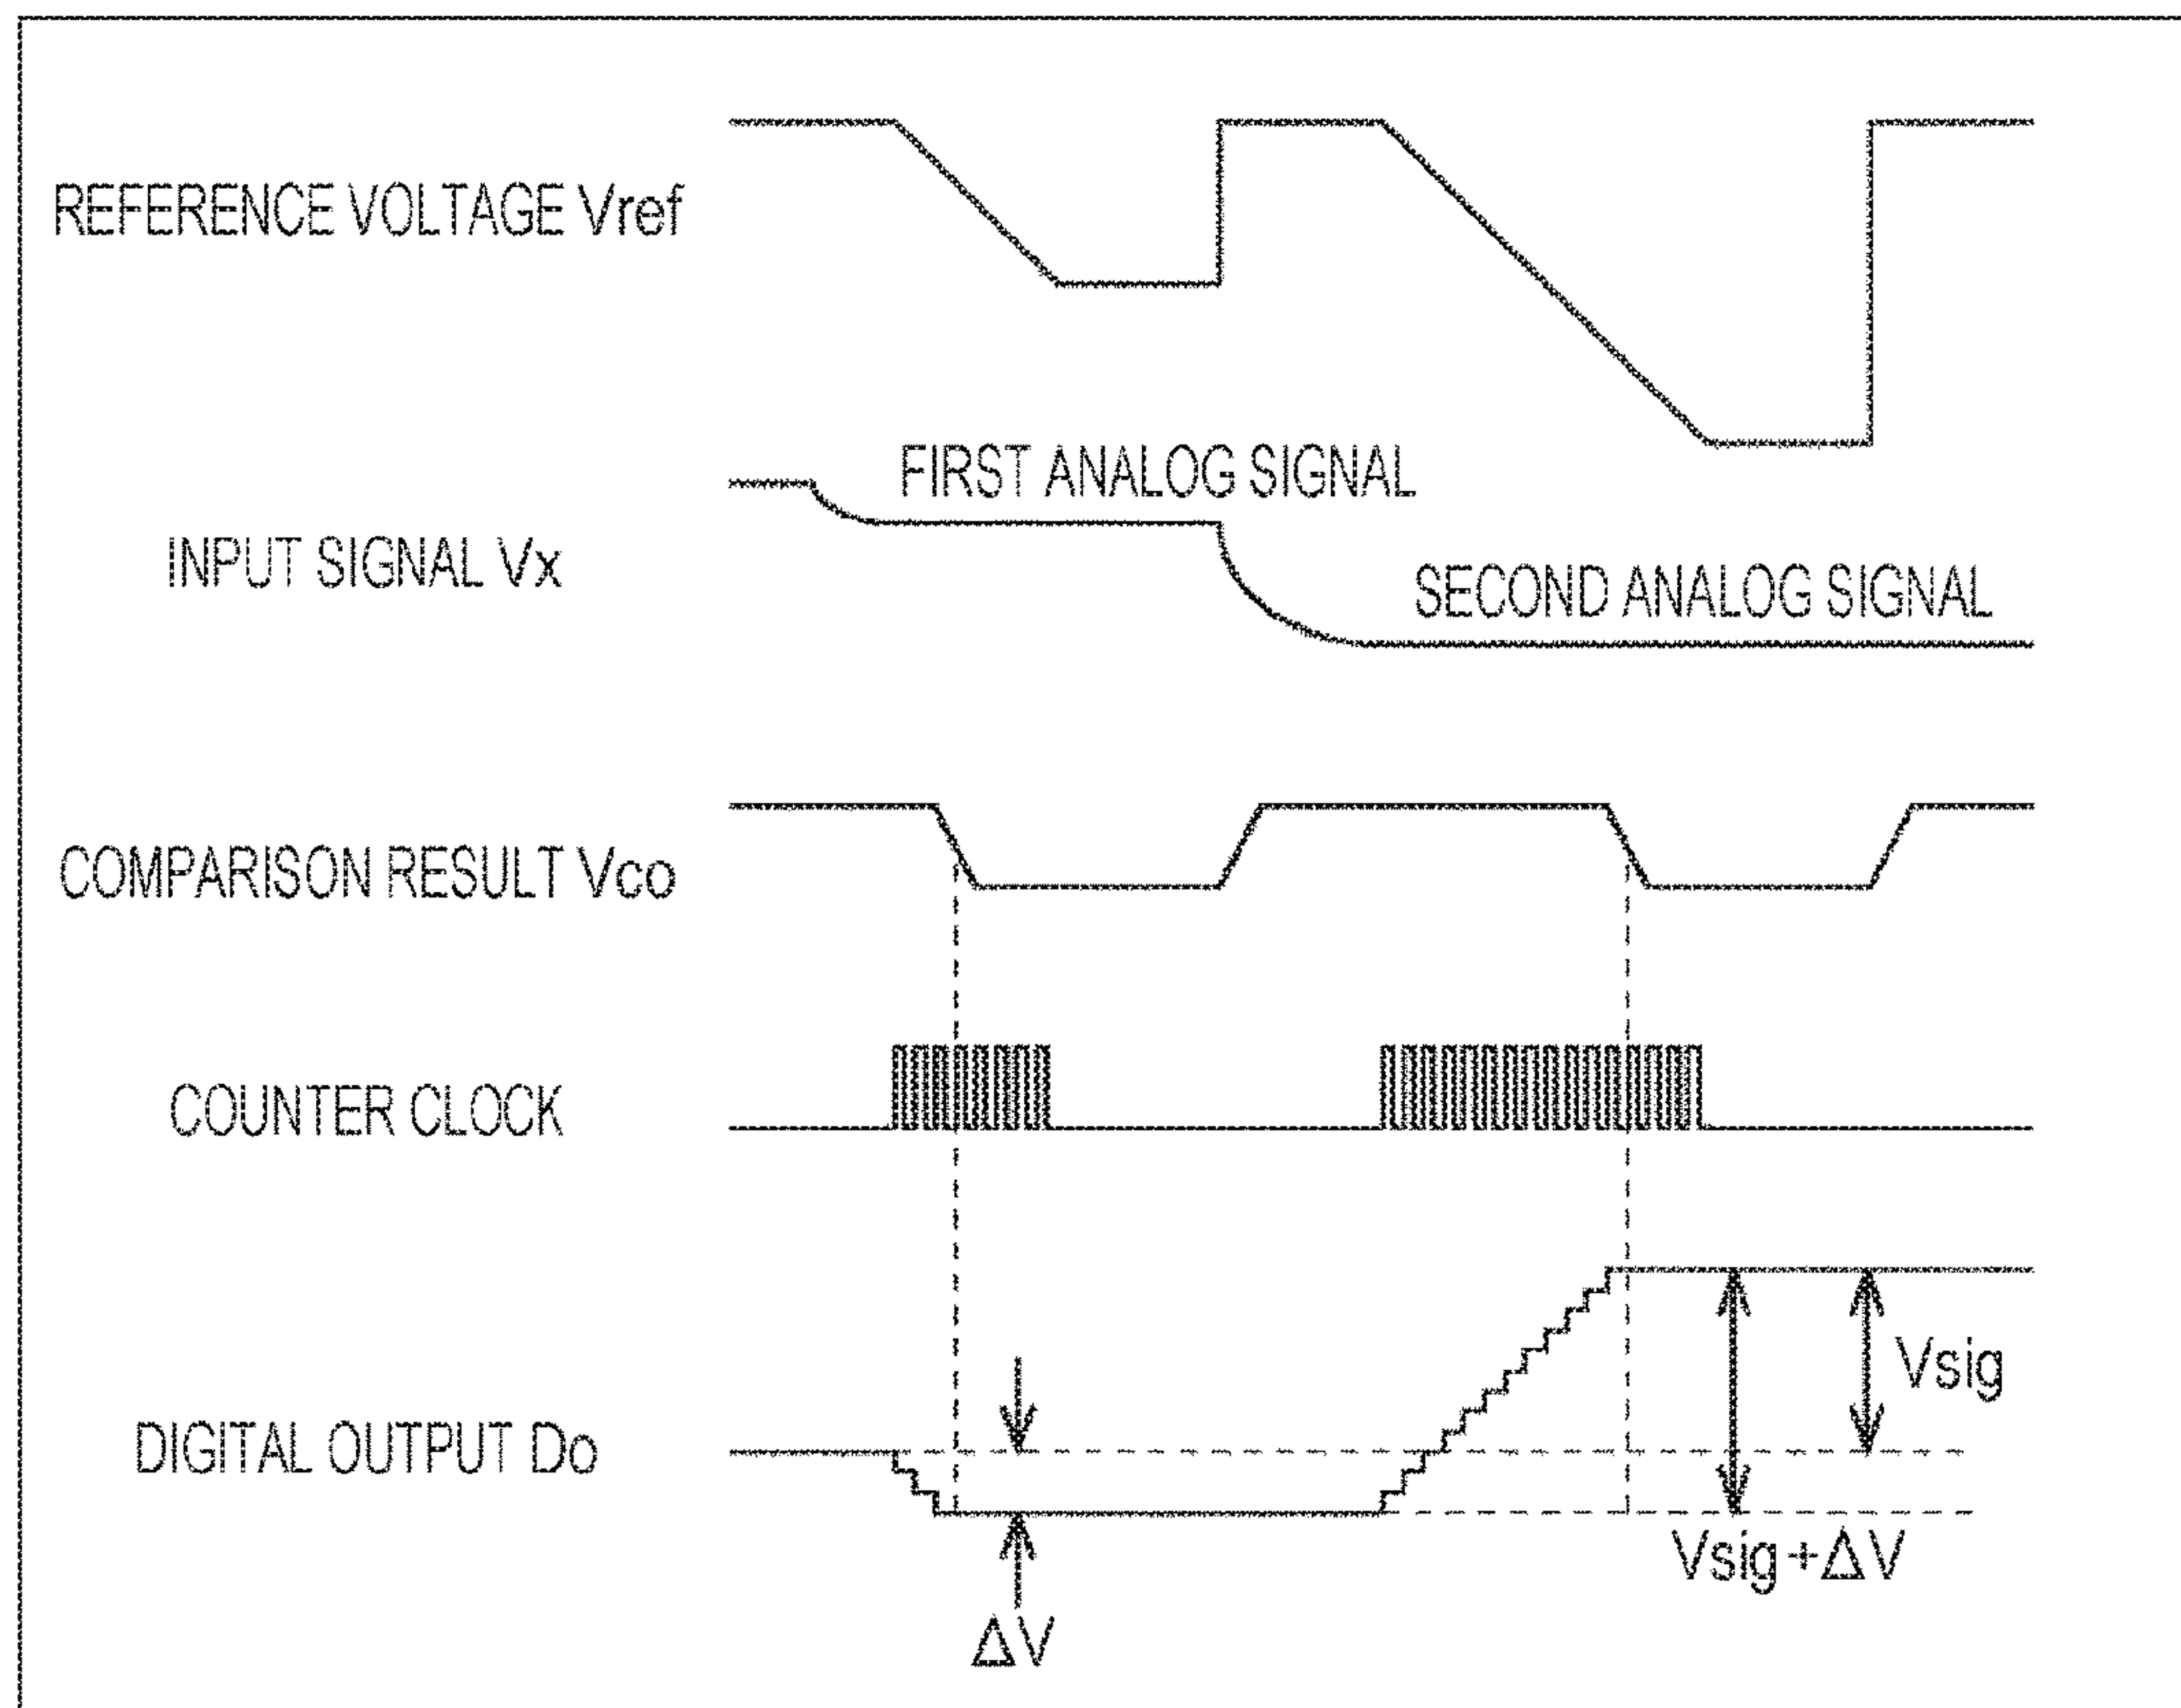 REFERENCE VOLTAGE Vref
FIRST ANALOG SIGNAL
INPUT SIGNAL Vx
SECOND ANALOG SIGNAL
COMPARISON RESULT Vco
COUNTER CLOCK
Vsig
DIGITAL OUTPUT Do
Vsig+ΔV
ΔV